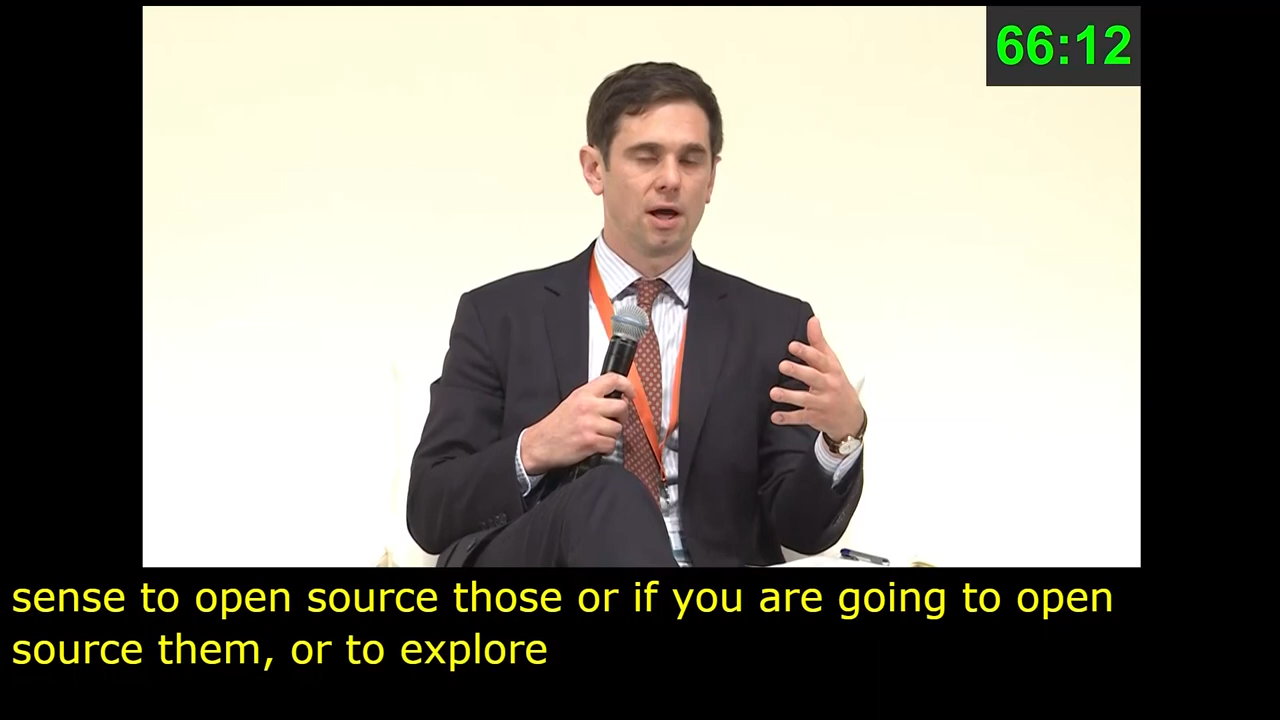 66:12
sense to open source those or if you are going to open
source them, or to explore